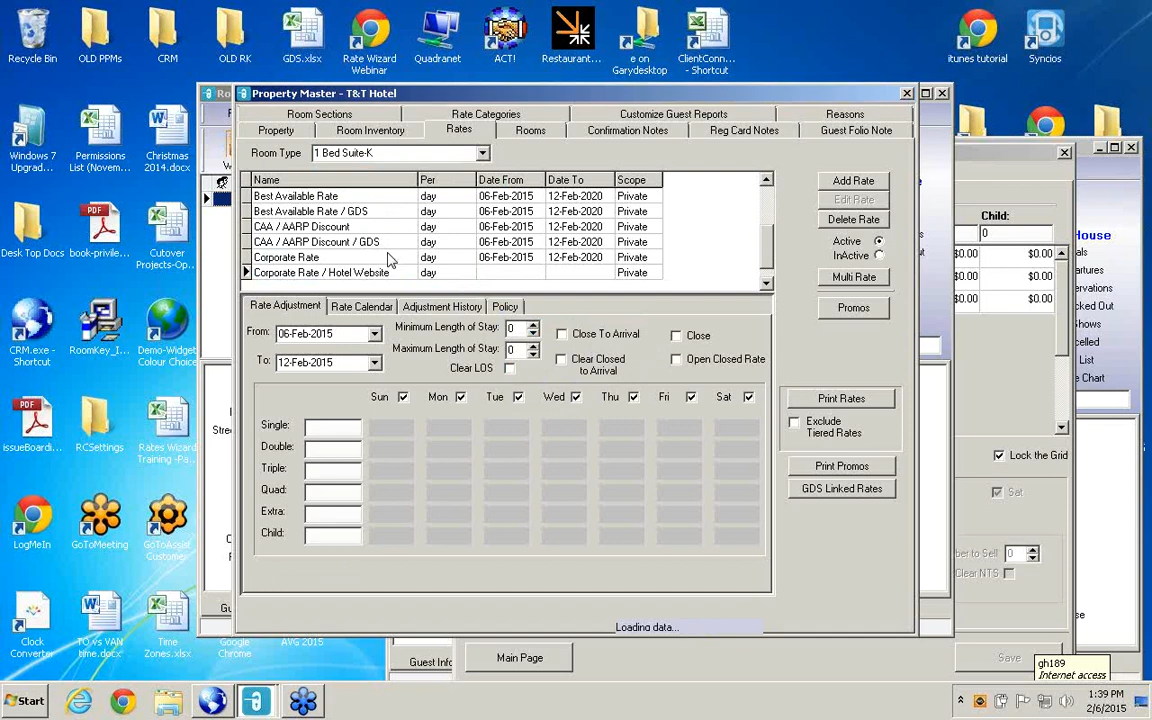 Recycle Bin
OLD PPMs
CRM
OLD RK
GDS.xlsx
Rate Wizard
Webinar
Quadranet
ACT!
Restaurant...
e on
Garydesktop
ClientConn...
- Shortcut
itunes tutorial
Syncios
Windows 7
Upgrad...
Permissions
List (Novem...
Christmas
2014.docx
Desk Top Docs
book-privile...
Cutover
Projects-Op...
CRM.exe -
Shortcut
RoomKey_I...
Demo-Widget
Colour Choice
issueBoardi...
RCSettings
Rates Wizard
Training -Pa...
LogMeIn
GoToMeeting
GoToAssist
Customer
Clock
Converter
TO vs VAN
time.docx
Time
Zones.xlsx
Google
Chrome
AVG 2015
Property Master - T&T Hotel
Room Sections
Rate Categories
Customize Guest Reports
Reasons
Property
Room Inventory
Rates
Rooms
Confirmation Notes
Reg Card Notes
Guest Folio Note
Room Type
1 Bed Suite-K
Name Per Date From Date To Scope
Best Available Rate day 06-Feb-2015 12-Feb-2020 Private
Best Available Rate / GDS day 06-Feb-2015 12-Feb-2020 Private
CAA / AARP Discount day 06-Feb-2015 12-Feb-2020 Private
CAA / AARP Discount / GDS day 06-Feb-2015 12-Feb-2020 Private
Corporate Rate day 06-Feb-2015 12-Feb-2020 Private
Corporate Rate / Hotel Website day Private
Add Rate
Edit Rate
Delete Rate
Active
InActive
Multi Rate
Promos
Rate Adjustment
Rate Calendar
Adjustment History
Policy
From: 06-Feb-2015
To: 12-Feb-2015
Minimum Length of Stay: 0
Maximum Length of Stay: 0
Clear LOS
Close To Arrival
Clear Closed
to Arrival
Close
Open Closed Rate
Sun Mon Tue Wed Thu Fri Sat
Single:
Double:
Triple:
Quad:
Extra:
Child:
Print Rates
Exclude
Tiered Rates
Print Promos
GDS Linked Rates
Loading data...
Child:
0
$0.00 $0.00
$0.00 $0.00
$0.00 $0.00
House
Lock the Grid
Sat
0
Clear NTS
Main Page
Save
gh189
Internet access
Start
1:39 PM
2/6/2015